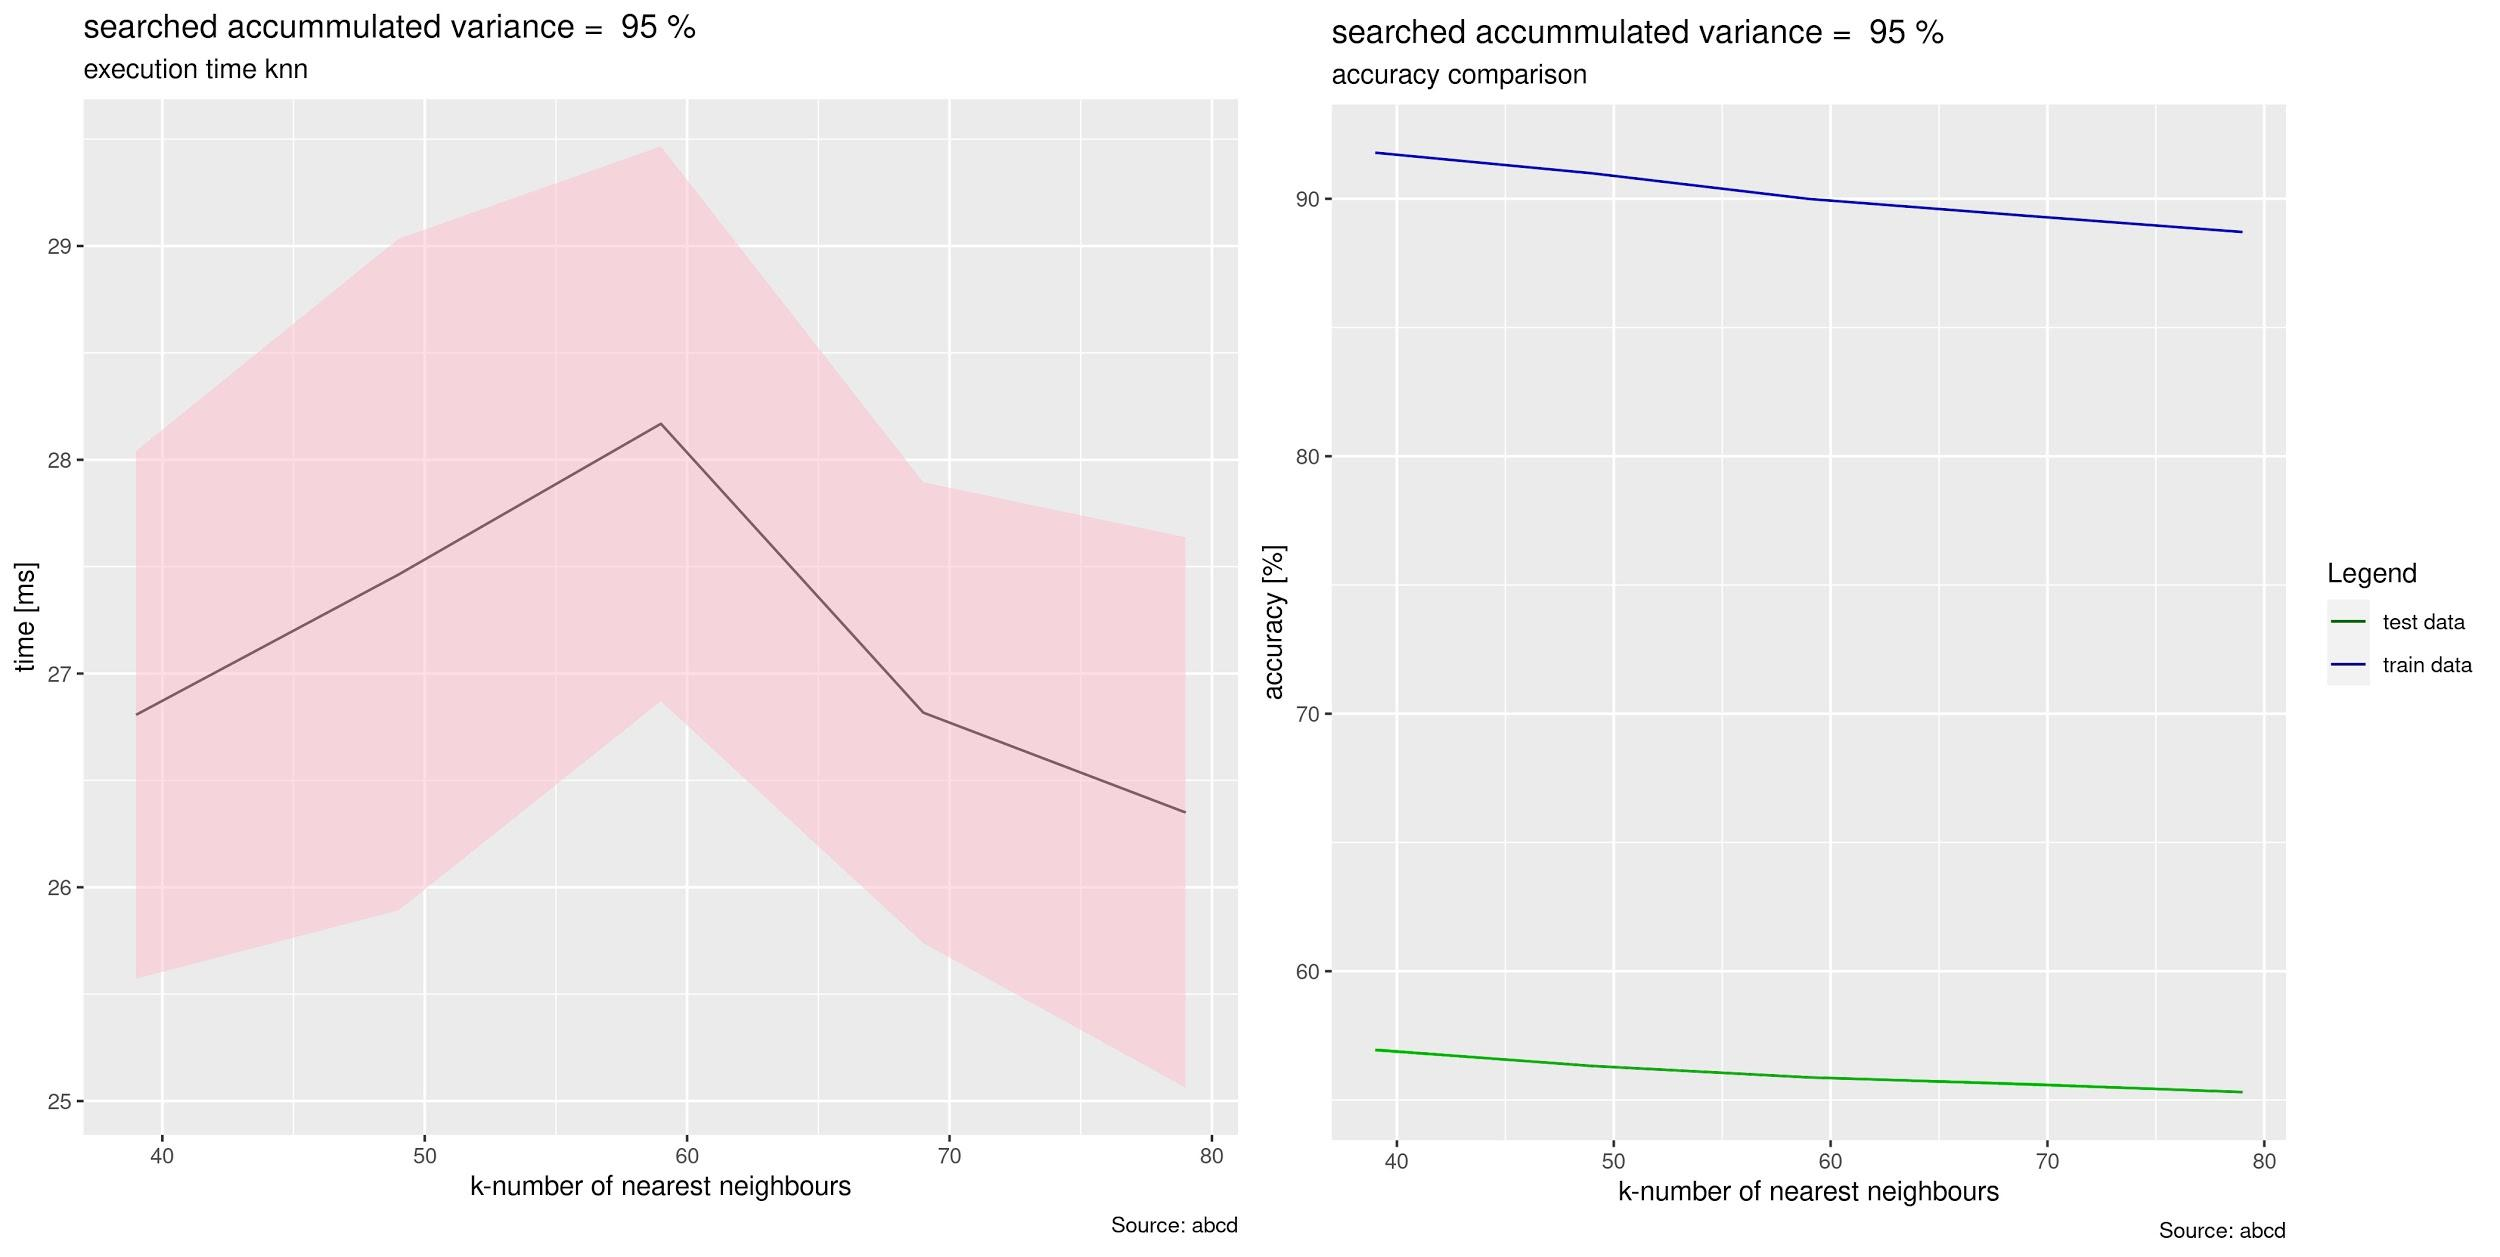 searched accummulated variance =  95 %
execution time knn
time [ms]
29
28
27
26
25
40 50 60 70 80
k-number of nearest neighbours
Source: abcd
searched accummulated variance =  95 %
accuracy comparison
accuracy [%]
90
80
70
60
40 50 60 70 80
k-number of nearest neighbours
Source: abcd
Legend
test data
train data